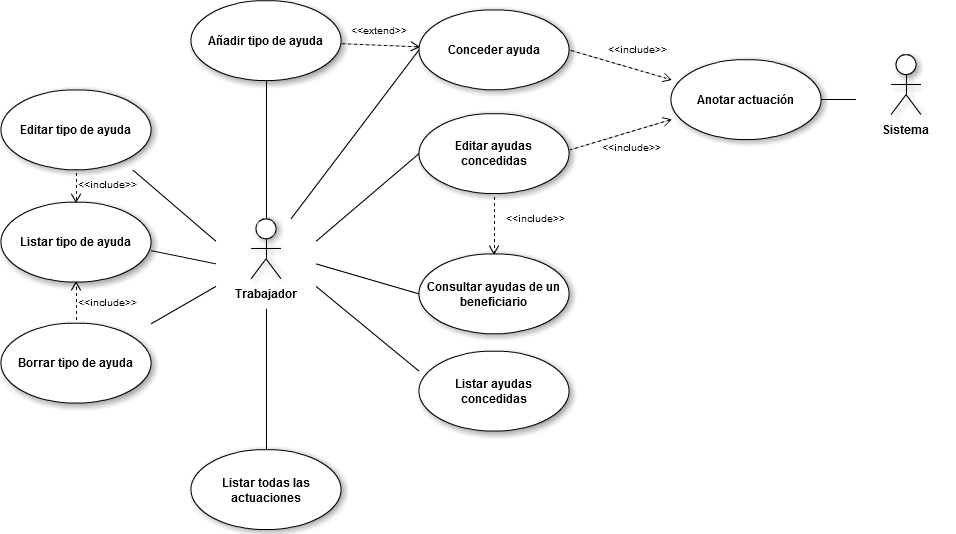 Añadir tipo de ayuda
<<extend>>
Conceder ayuda
<<include>>
Anotar actuación
Sistema
Editar tipo de ayuda
<<include>>
Editar ayudas
concedidas
<<include>>
<<include>>
Listar tipo de ayuda
<<include>>
Trabajador
Consultar ayudas de un
beneficiario
Borrar tipo de ayuda
Listar ayudas
concedidas
Listar todas las
actuaciones